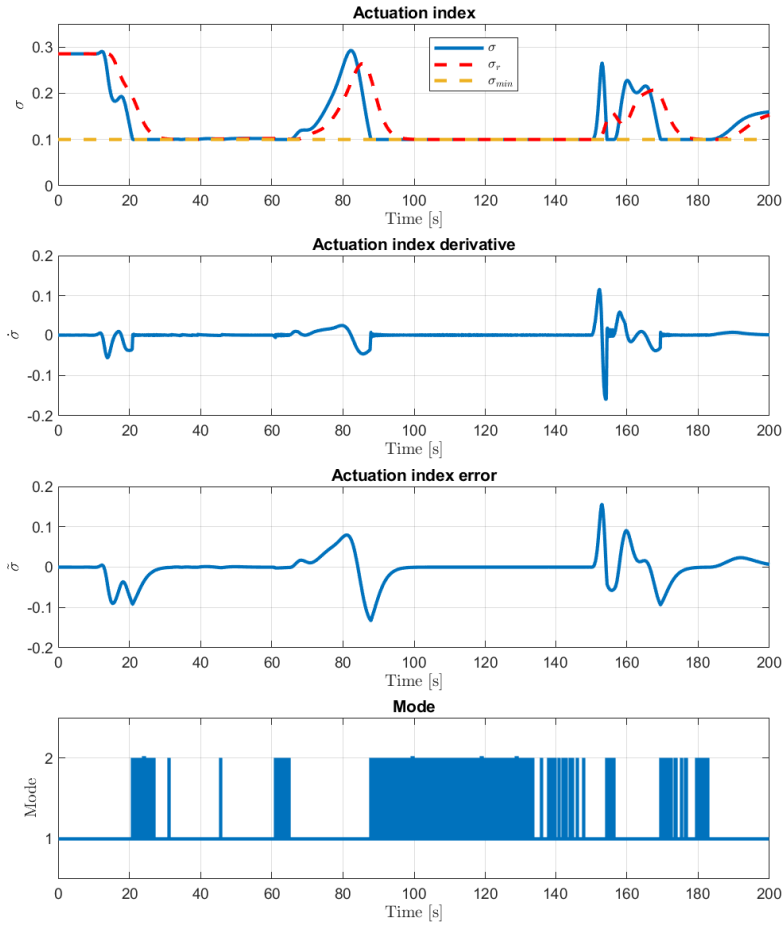 Actuation index
0.3
0.2
0.1
0
σ
σ
σr
σmin
0 20 40 60 80 100 120 140 160 180 200
Time [s]
Actuation index derivative
0.2
0.1
0
-0.1
-0.2
σ̇
0 20 40 60 80 100 120 140 160 180 200
Time [s]
Actuation index error
0.2
0.1
0
-0.1
-0.2
σ̃
0 20 40 60 80 100 120 140 160 180 200
Time [s]
Mode
2
1
Mode
0 20 40 60 80 100 120 140 160 180 200
Time [s]